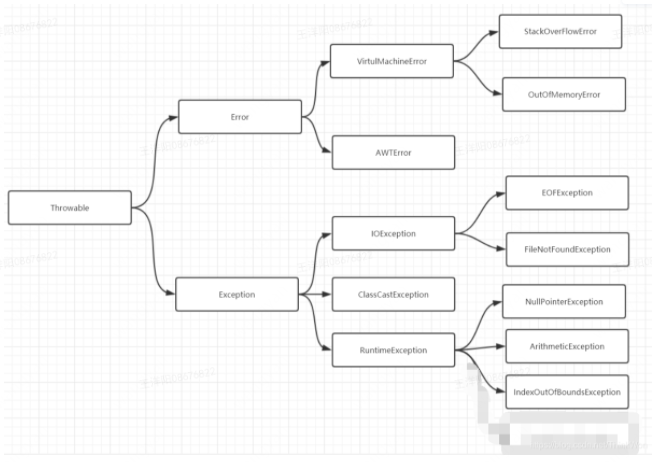 StackOverFlowError
VirtulMachineError
OutOfMemoryError
Error
AWTError
EOFException
Throwable
IOException
FileNotFoundException
Exception
ClassCastException
NullPointerException
RuntimeException
ArithmeticException
IndexOutOfBoundsException